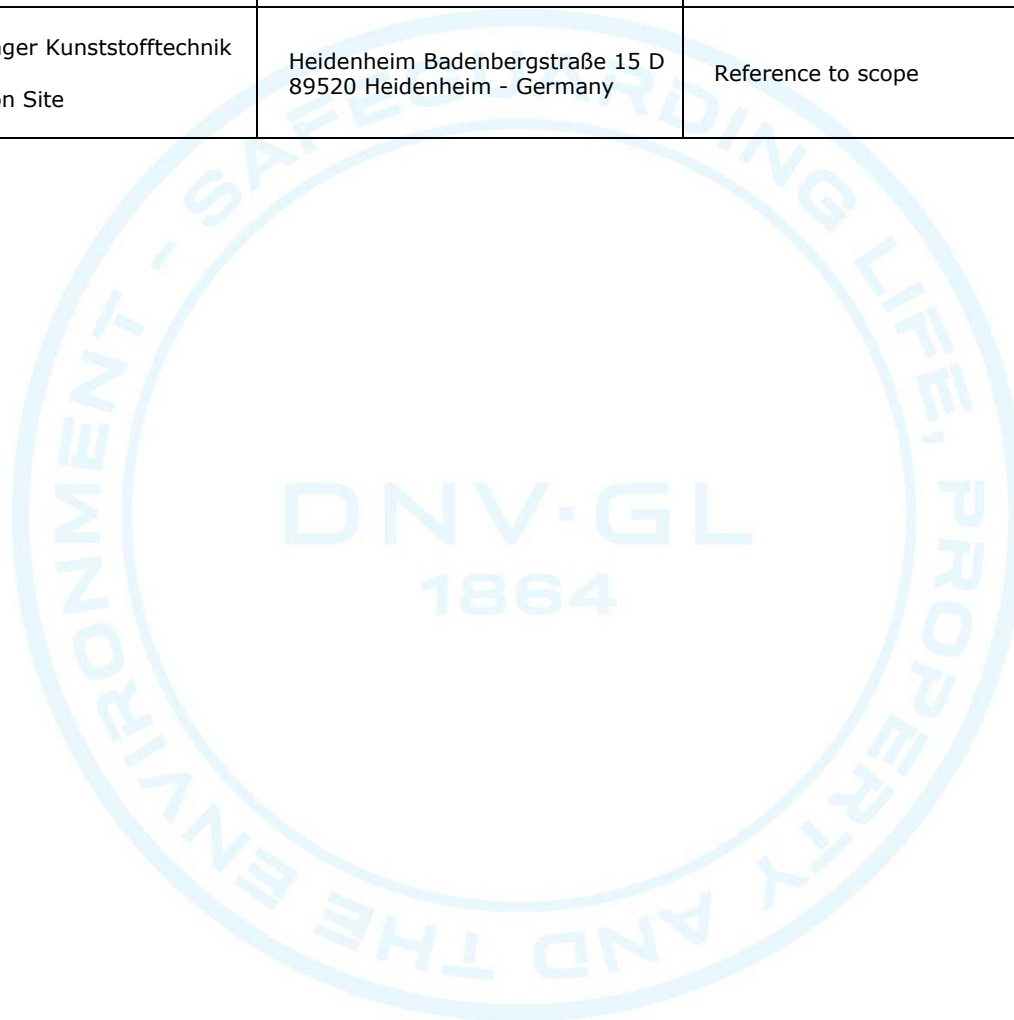 ger Kunststofftechnik
on Site
Heidenheim Badenbergstraße 15 D
89520 Heidenheim - Germany
Reference to scope
SAFEGUARDING LIFE, PROPERTY AND THE ENVIRONMENT -
DNV·GL
1864